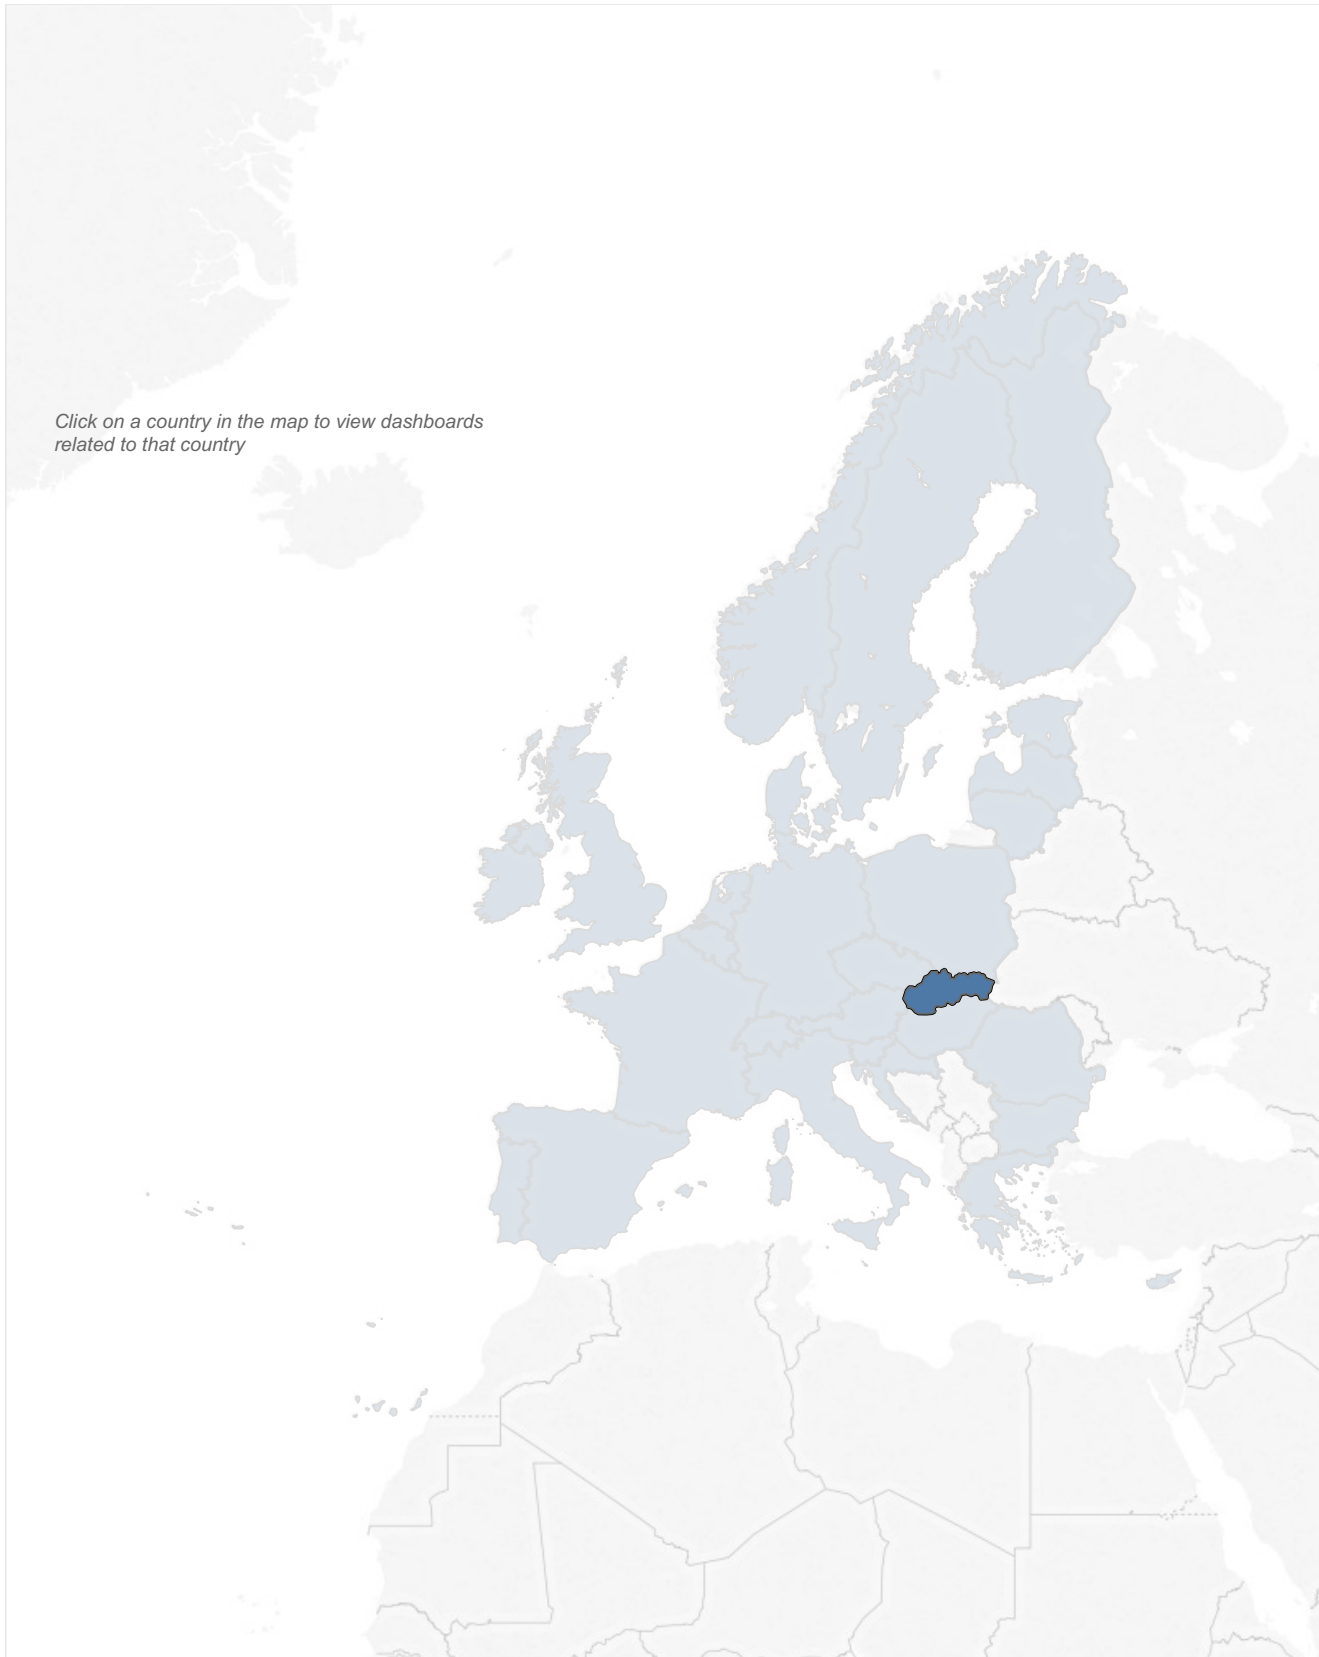 Click on a country in the map to view dashboards
related to that country